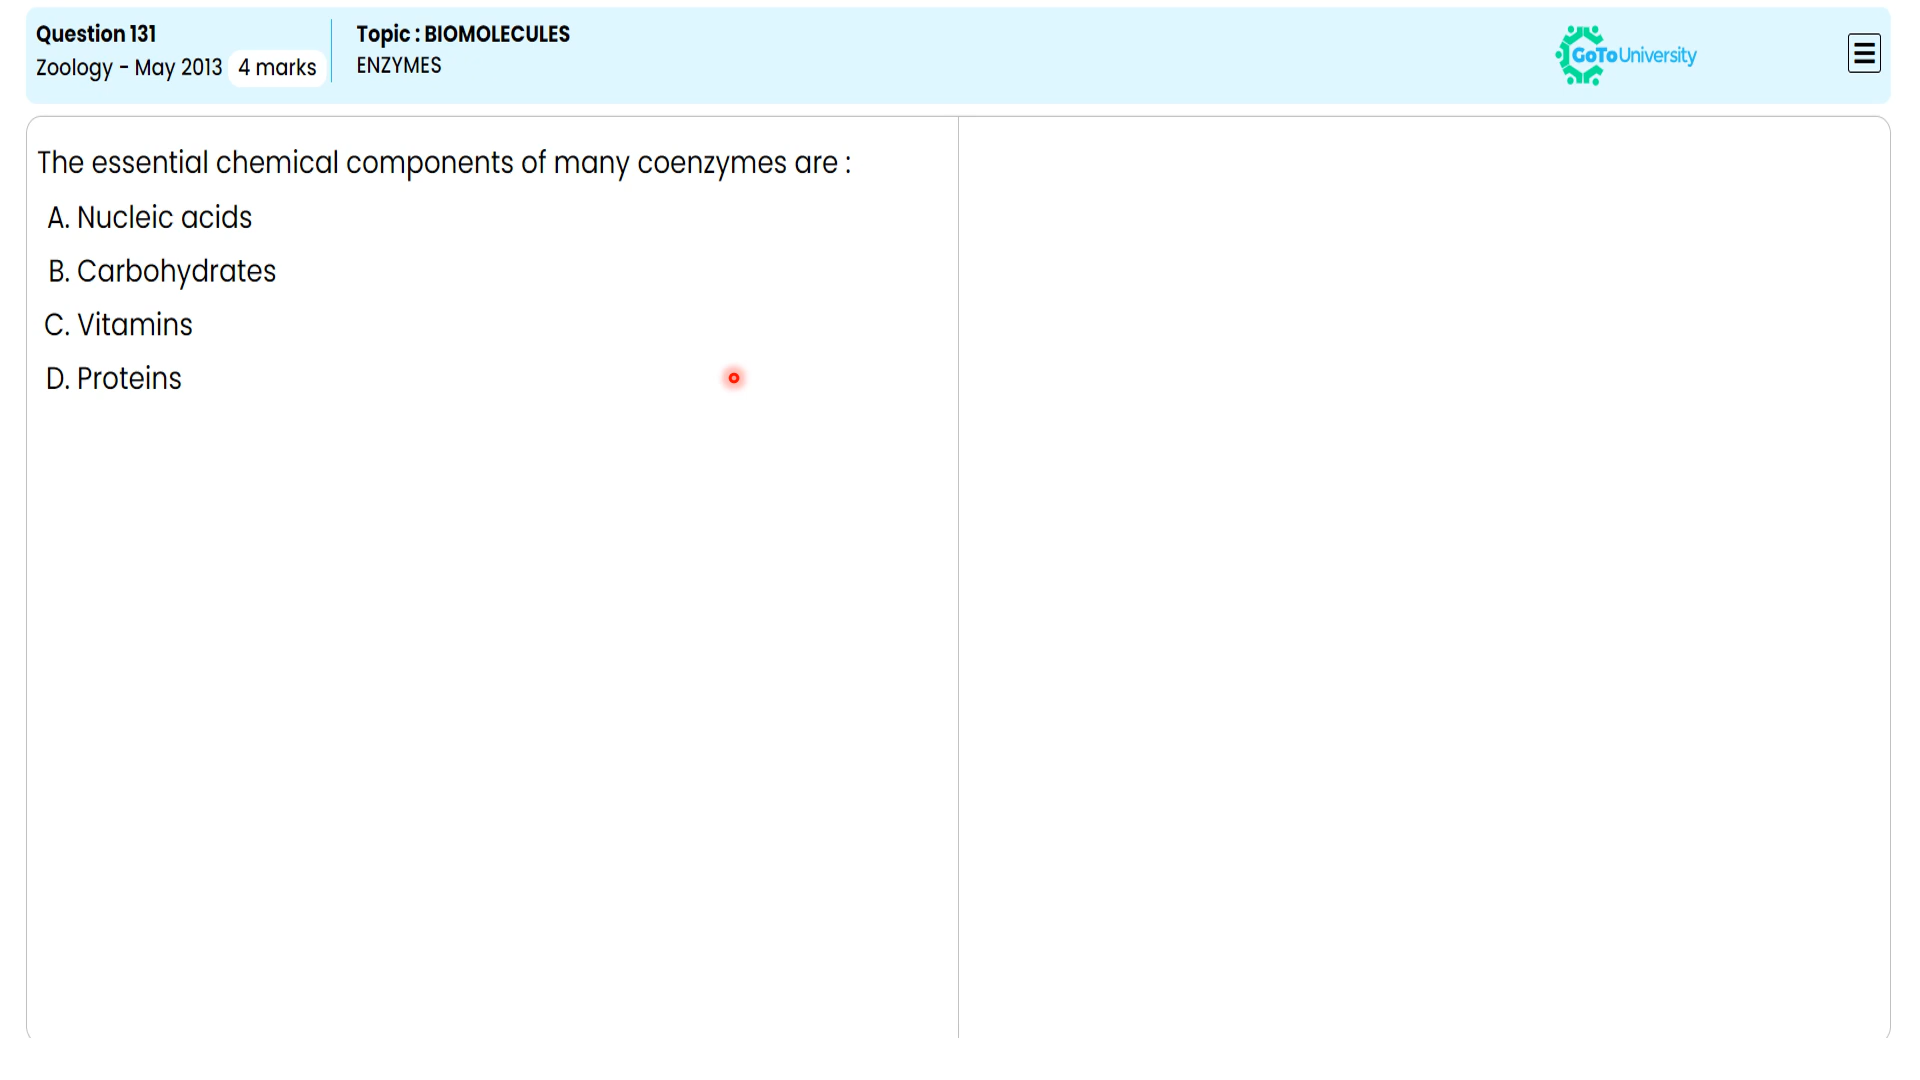 Question 131
Zoology - May 2013 4 marks
Topic : BIOMOLECULES
ENZYMES
GoToUniversity
The essential chemical components of many coenzymes are :
A. Nucleic acids
B. Carbohydrates
C. Vitamins
D. Proteins